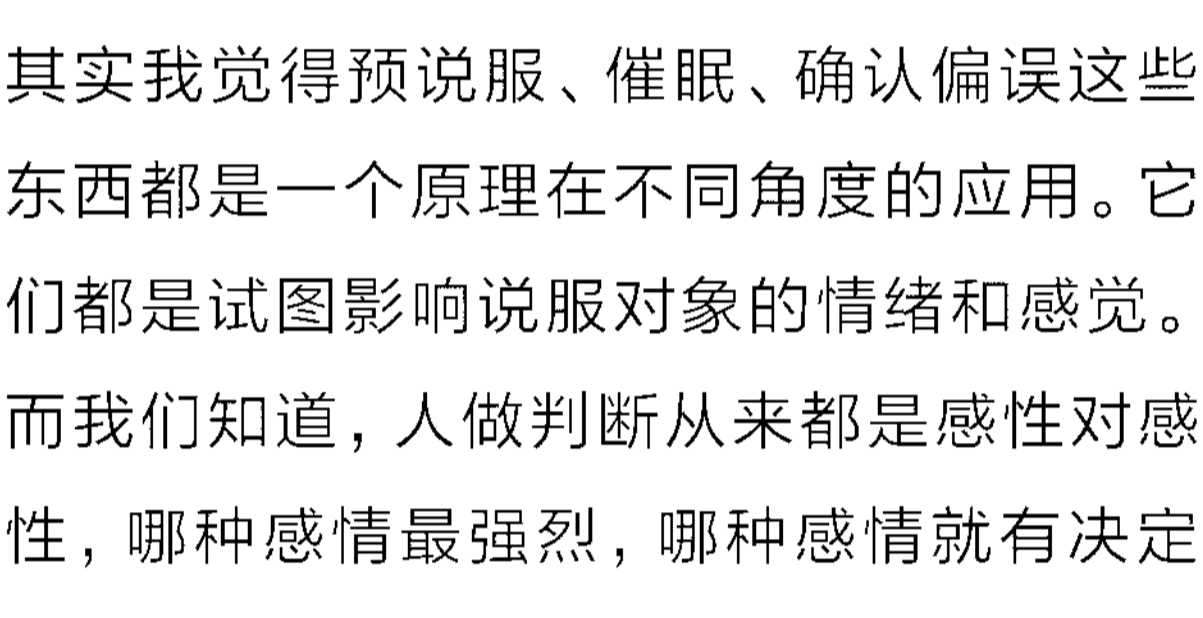 其实我觉得预说服、催眠、确认偏误这些
东西都是一个原理在不同角度的应用。它
们都是试图影响说服对象的情绪和感觉。
而我们知道，人做判断从来都是感性对感
性，哪种感情最强烈，哪种感情就有决定